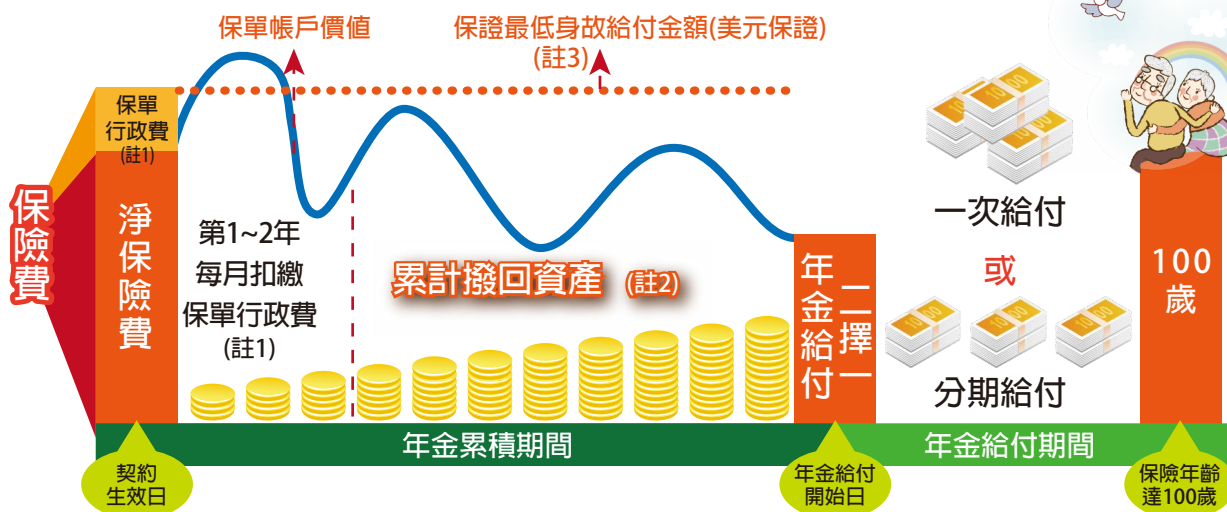 保單帳戶價值
保證最低身故給付金額(美元保證)
(註3)
保單
行政費
(註1)
保險費
淨保險費
第1~2年
每月扣繳
保單行政費
(註1)
累計撥回資產 (註2)
年金給付
二擇一
一次給付
或
分期給付
100
歲
年金累積期間
年金給付期間
契約
生效日
年金給付
開始日
保險年齡
達100歲